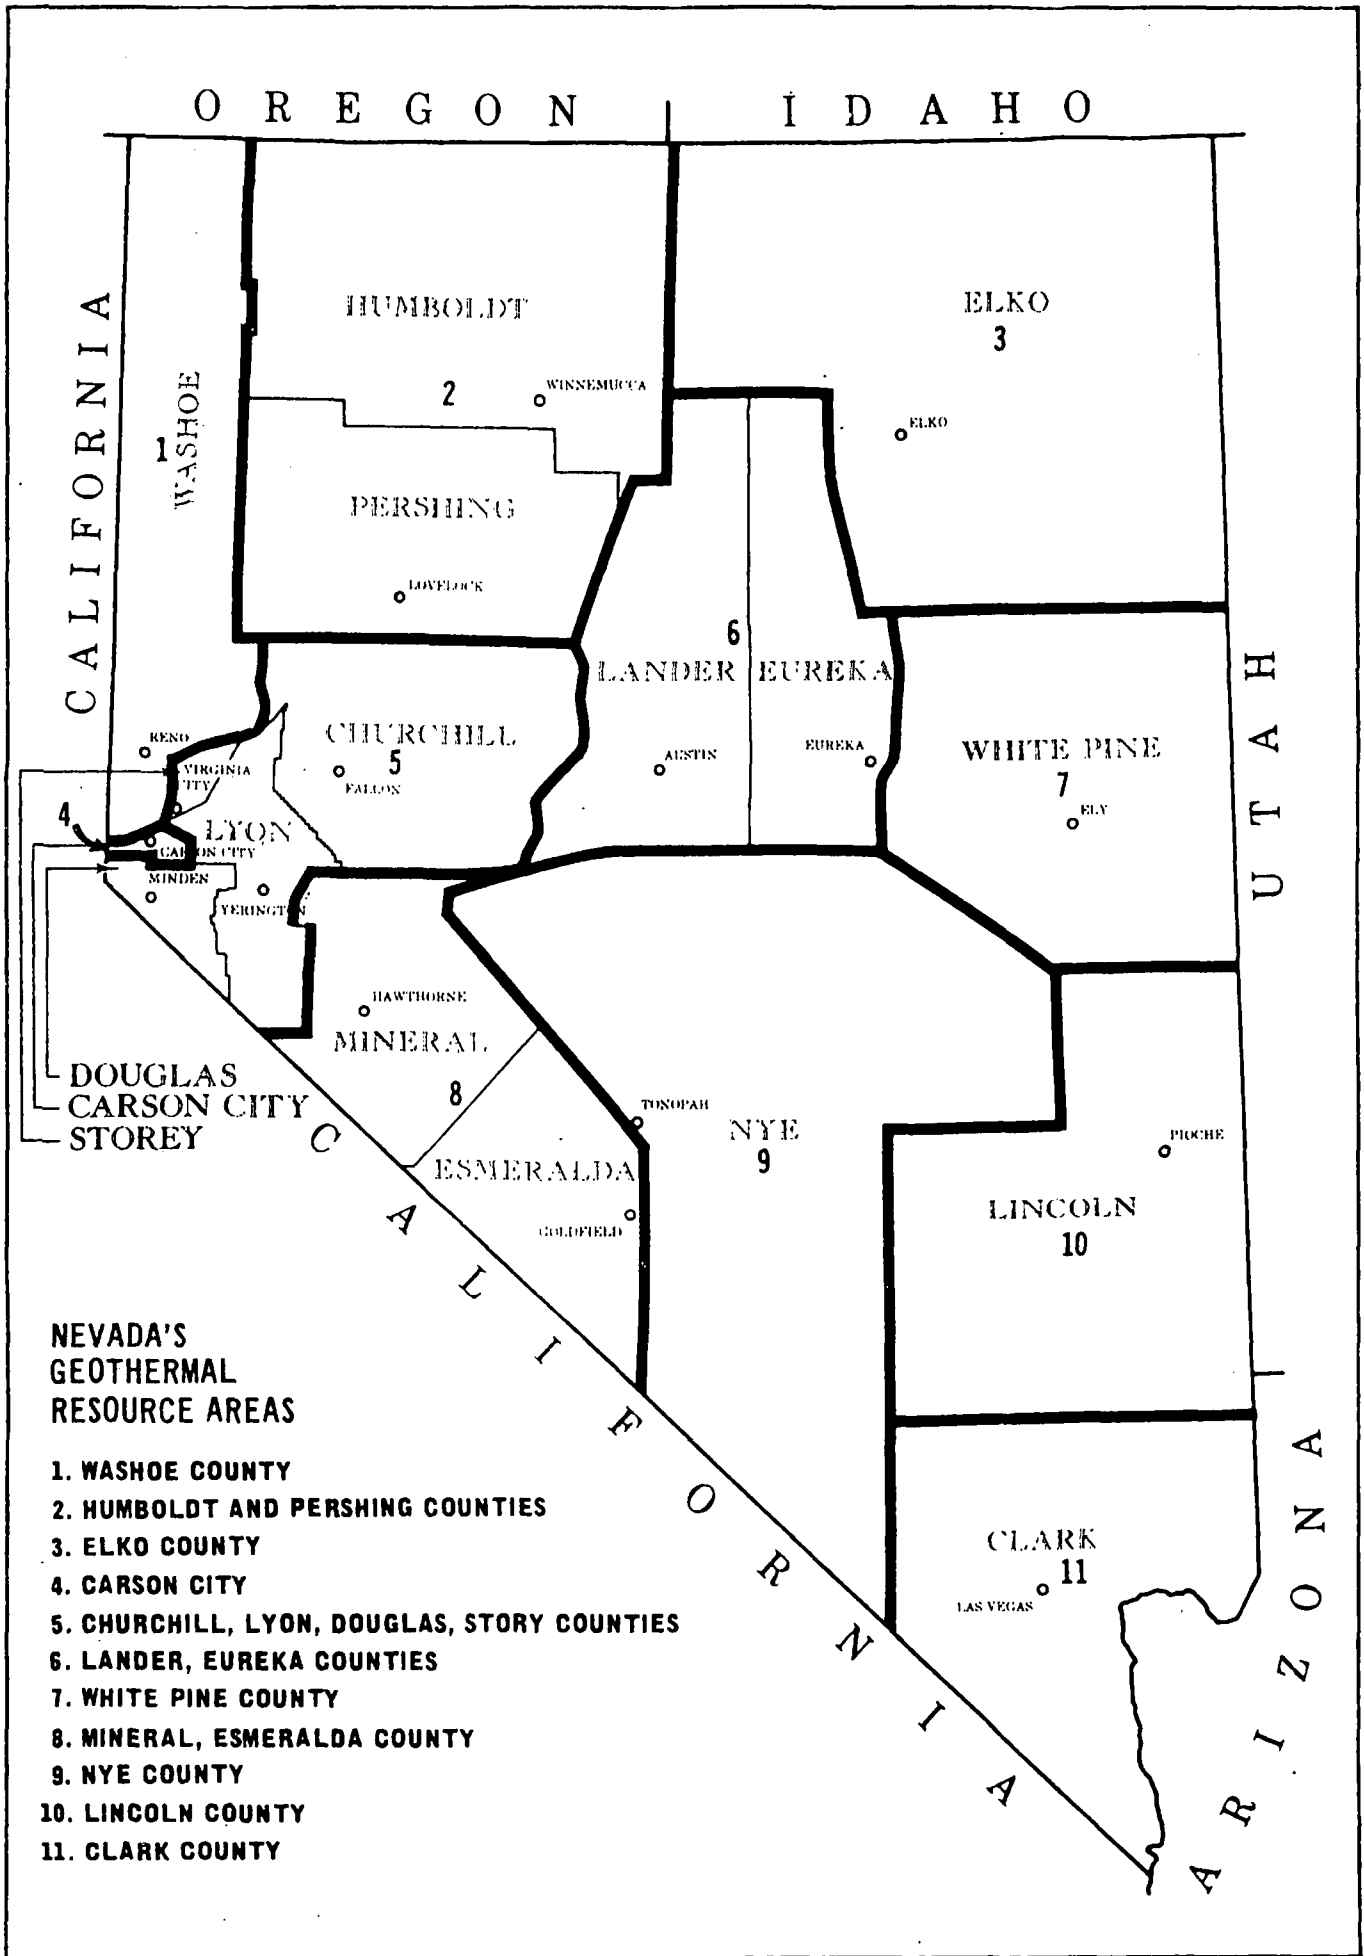 OREGON
IDAHO
CALIFORNIA
HUMBOLDT
ELKO
3
2
WINNEMUCCA
1
WASHOE
ELKO
PERSHING
LOVELOCK
6
LANDER
EUREKA
UTAH
CHURCHILL
5
RENO
AUSTIN
EUREKA
WHITE PINE
7
VIRGINIA
CITY
FALLON
4
LYON
ELY
CARSON CITY
MINDEN
YERINGTON
HAWTHORNE
MINERAL
8
DOUGLAS
CARSON CITY
STOREY
TONOPAH
NYE
9
PIOCHE
ESMERALDA
GOLDFIELD
LINCOLN
10
CALIFORNIA
ARIZONA
CLARK
11
LAS VEGAS
NEVADA'S
GEOTHERMAL
RESOURCE AREAS
1. WASHOE COUNTY
2. HUMBOLDT AND PERSHING COUNTIES
3. ELKO COUNTY
4. CARSON CITY
5. CHURCHILL, LYON, DOUGLAS, STORY COUNTIES
6. LANDER, EUREKA COUNTIES
7. WHITE PINE COUNTY
8. MINERAL, ESMERALDA COUNTY
9. NYE COUNTY
10. LINCOLN COUNTY
11. CLARK COUNTY